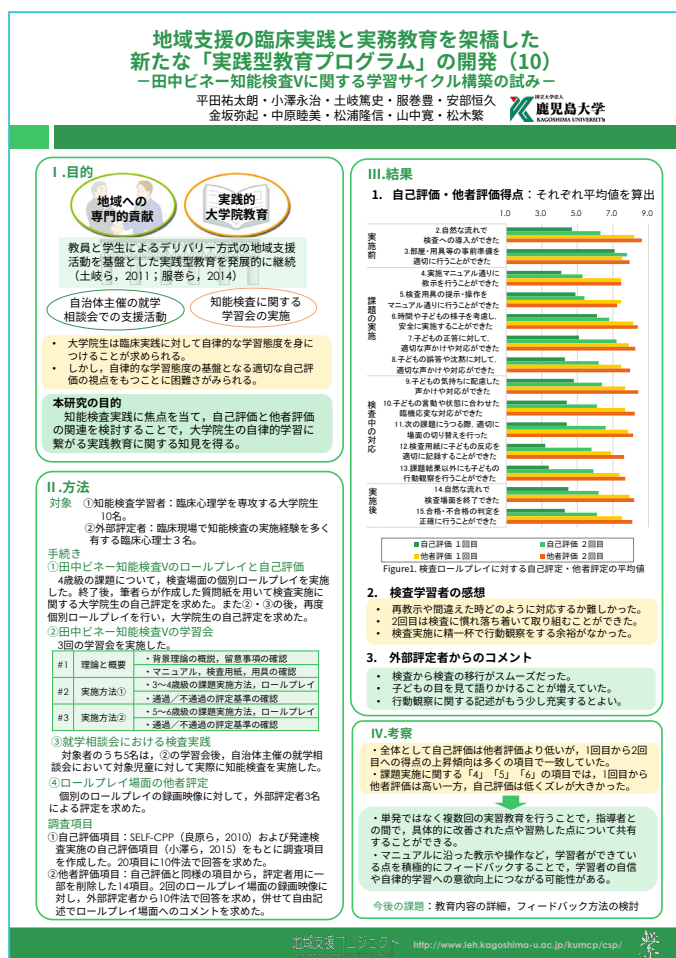 地域支援の臨床実践と実務教育を架橋した
新たな「実践型教育プログラム」の開発（10）
－田中ビネー知能検査Vに関する学習サイクル構築の試み－
平田祐太朗・小澤永治・土岐篤史・服巻豊・安部恒久
金坂弥起・中原睦美・松浦隆信・山中寛・松木繁
国立大学法人
鹿児島大学
KAGOSHIMA UNIVERSITY
Ⅰ.目的
地域への
専門的貢献
実践的
大学院教育
教員と学生によるデリバリー方式の地域支援
活動を基盤とした実践型教育を発展的に継続
（土岐ら，2011；服巻ら，2014）
自治体主催の就学
相談会での支援活動
知能検査に関する
学習会の実施
• 大学院生は臨床実践に対して自律的な学習態度を身に
つけることが求められる。
• しかし，自律的な学習態度の基盤となる適切な自己評
価の視点をもつことに困難さがみられる。
本研究の目的
知能検査実践に焦点を当て，自己評価と他者評価
の関連を検討することで，大学院生の自律的学習に
繋がる実践教育に関する知見を得る。
Ⅱ.方法
対象 ①知能検査学習者：臨床心理学を専攻する大学院生
10名。
②外部評定者：臨床現場で知能検査の実施経験を多く
有する臨床心理士３名。
手続き
①田中ビネー知能検査Vのロールプレイと自己評価
4歳級の課題について，検査場面の個別ロールプレイを実施
した。終了後，筆者らが作成した質問紙を用いて検査実施に
関する大学院生の自己評定を求めた。また②・③の後，再度
個別ロールプレイを行い，大学院生の自己評定を求めた。
②田中ビネー知能検査Vの学習会
3回の学習会を実施した。
#1 理論と概要 ・背景理論の概説，留意事項の確認
・マニュアル，検査用紙，用具の確認
#2 実施方法① ・3～4歳級の課題実施方法，ロールプレイ
・通過／不通過の評定基準の確認
#3 実施方法② ・5～6歳級の課題実施方法，ロールプレイ
・通過／不通過の評定基準の確認
③就学相談会における検査実践
対象者のうち5名は，②の学習会後，自治体主催の就学相
談会において対象児童に対して実際に知能検査を実施した。
④ロールプレイ場面の他者評定
個別のロールプレイの録画映像に対して，外部評定者3名
による評定を求めた。
調査項目
①自己評価項目：SELF-CPP（良原ら，2010）および発達検
査実施の自己評価項目（小澤ら，2015）をもとに調査項目
を作成した。20項目に10件法で回答を求めた。
②他者評価項目：自己評価と同様の項目から，評定者用に一
部を削除した14項目。2回のロールプレイ場面の録画映像に対
し，外部評定者から10件法で回答を求め，併せて自由記
述でロールプレイ場面へのコメントを求めた。
Ⅲ.結果
1. 自己評価・他者評価得点：それぞれ平均値を算出
1.0 3.0 5.0 7.0 9.0
実施前
2.自然な流れで
検査への導入ができた
3.部屋・用具等の事前準備を
適切に行うことができた
課題の実施
4.実施マニュアル通りに
教示を行うことができた
5.検査用具の提示・操作を
マニュアル通りに行うことができた
6.時間や子どもの様子を考慮し，
安全に実施することができた
7.子どもの正答に対して，
適切な声かけや対応ができた
8.子どもの誤答や沈黙に対して，
適切な声かけや対応ができた
検査中の対応
9.子どもの気持ちに配慮した
声かけや対応ができた
10.子どもの言動や状態に合わせた
臨機応変な対応ができた
11.次の課題にうつる際，適切に
場面の切り替えを行った
12.検査用紙に子どもの反応を
適切に記録することができた
13.課題結果以外にも子どもの
行動観察を行うことができた
実施後
14.自然な流れで
検査場面を終了できた
15.合格・不合格の判定を
正確に行うことができた
自己評価 １回目 自己評価 ２回目
他者評価 １回目 他者評価 ２回目
Figure1. 検査ロールプレイに対する自己評定・他者評定の平均値
2. 検査学習者の感想
• 再教示や間違えた時どのように対応するか難しかった。
• 2回目は検査に慣れ落ち着いて取り組むことができた。
• 検査実施に精一杯で行動観察をする余裕がなかった。
3. 外部評定者からのコメント
• 検査から検査の移行がスムーズだった。
• 子どもの目を見て語りかけることが増えていた。
• 行動観察に関する記述がもう少し充実するとよい。
Ⅳ.考察
・全体として自己評価は他者評価より低いが，1回目から2回
目への得点の上昇傾向は多くの項目で一致していた。
・課題実施に関する「4」「5」「6」の項目では，1回目から
他者評価は高い一方，自己評価は低くズレが大きかった。
・単発ではなく複数回の実習教育を行うことで，指導者と
の間で，具体的に改善された点や習熟した点について共有
することができる。
・マニュアルに沿った教示や操作など，学習者ができてい
る点を積極的にフィードバックすることで，学習者の自信
や自律的学習への意欲向上につながる可能性がある。
今後の課題：教育内容の詳細，フィードバック方法の検討
地域支援プロジェクト http://www.leh.kagoshima-u.ac.jp/kumcp/csp/